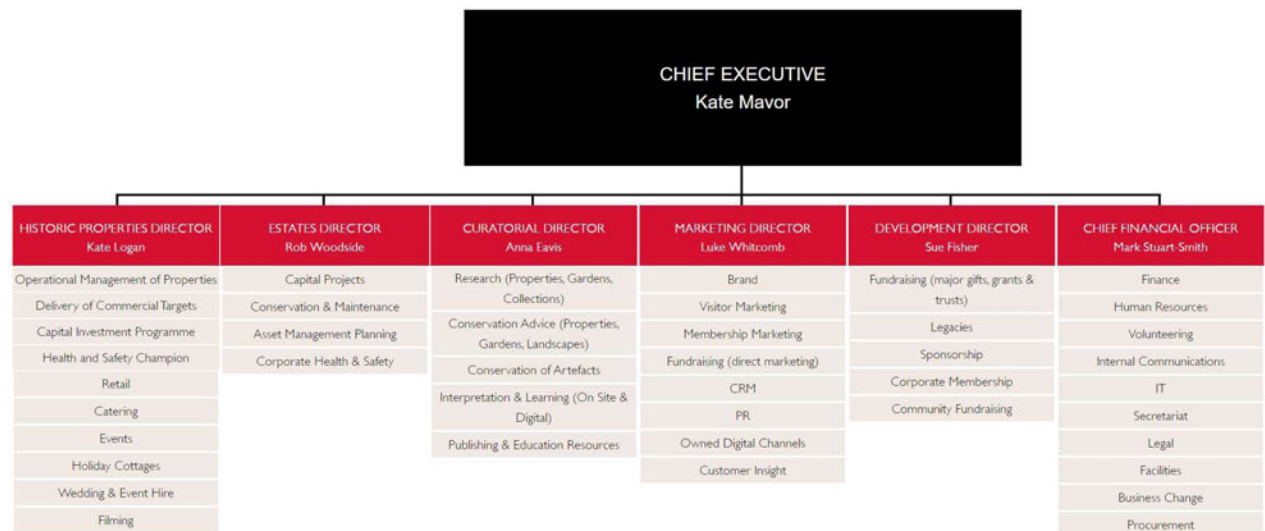 CHIEF EXECUTIVE
Kate Mavor
HISTORIC PROPERTIES DIRECTOR
Kate Logan
Operational Management of Properties
Delivery of Commercial Targets
Capital Investment Programme
Health and Safety Champion
Retail
Catering
Events
Holiday Cottages
Wedding & Event Hire
Filming
ESTATES DIRECTOR
Rob Woodside
Capital Projects
Conservation & Maintenance
Asset Management Planning
Corporate Health & Safety
CURATORIAL DIRECTOR
Anna Eavis
Research (Properties, Gardens,
Collections)
Conservation Advice (Properties,
Gardens, Landscapes)
Conservation of Artefacts
Interpretation & Learning (On Site &
Digital)
Publishing & Education Resources
MARKETING DIRECTOR
Luke Whitcomb
Brand
Visitor Marketing
Membership Marketing
Fundraising (direct marketing)
CRM
PR
Owned Digital Channels
Customer Insight
DEVELOPMENT DIRECTOR
Sue Fisher
Fundraising (major gifts, grants &
trusts)
Legacies
Sponsorship
Corporate Membership
Community Fundraising
CHIEF FINANCIAL OFFICER
Mark Stuart-Smith
Finance
Human Resources
Volunteering
Internal Communications
IT
Secretariat
Legal
Facilities
Business Change
Procurement